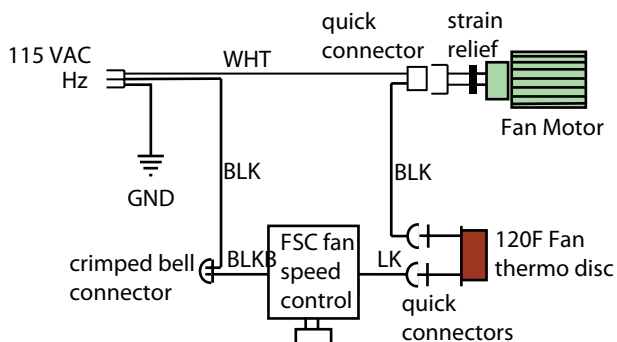 115 VAC
Hz
WHT
quick
connector
strain
relief
Fan Motor
GND
BLK
BLK
crimped bell
connector
BLKB
FSC fan
speed
control
LK
120F Fan
thermo disc
quick
connectors